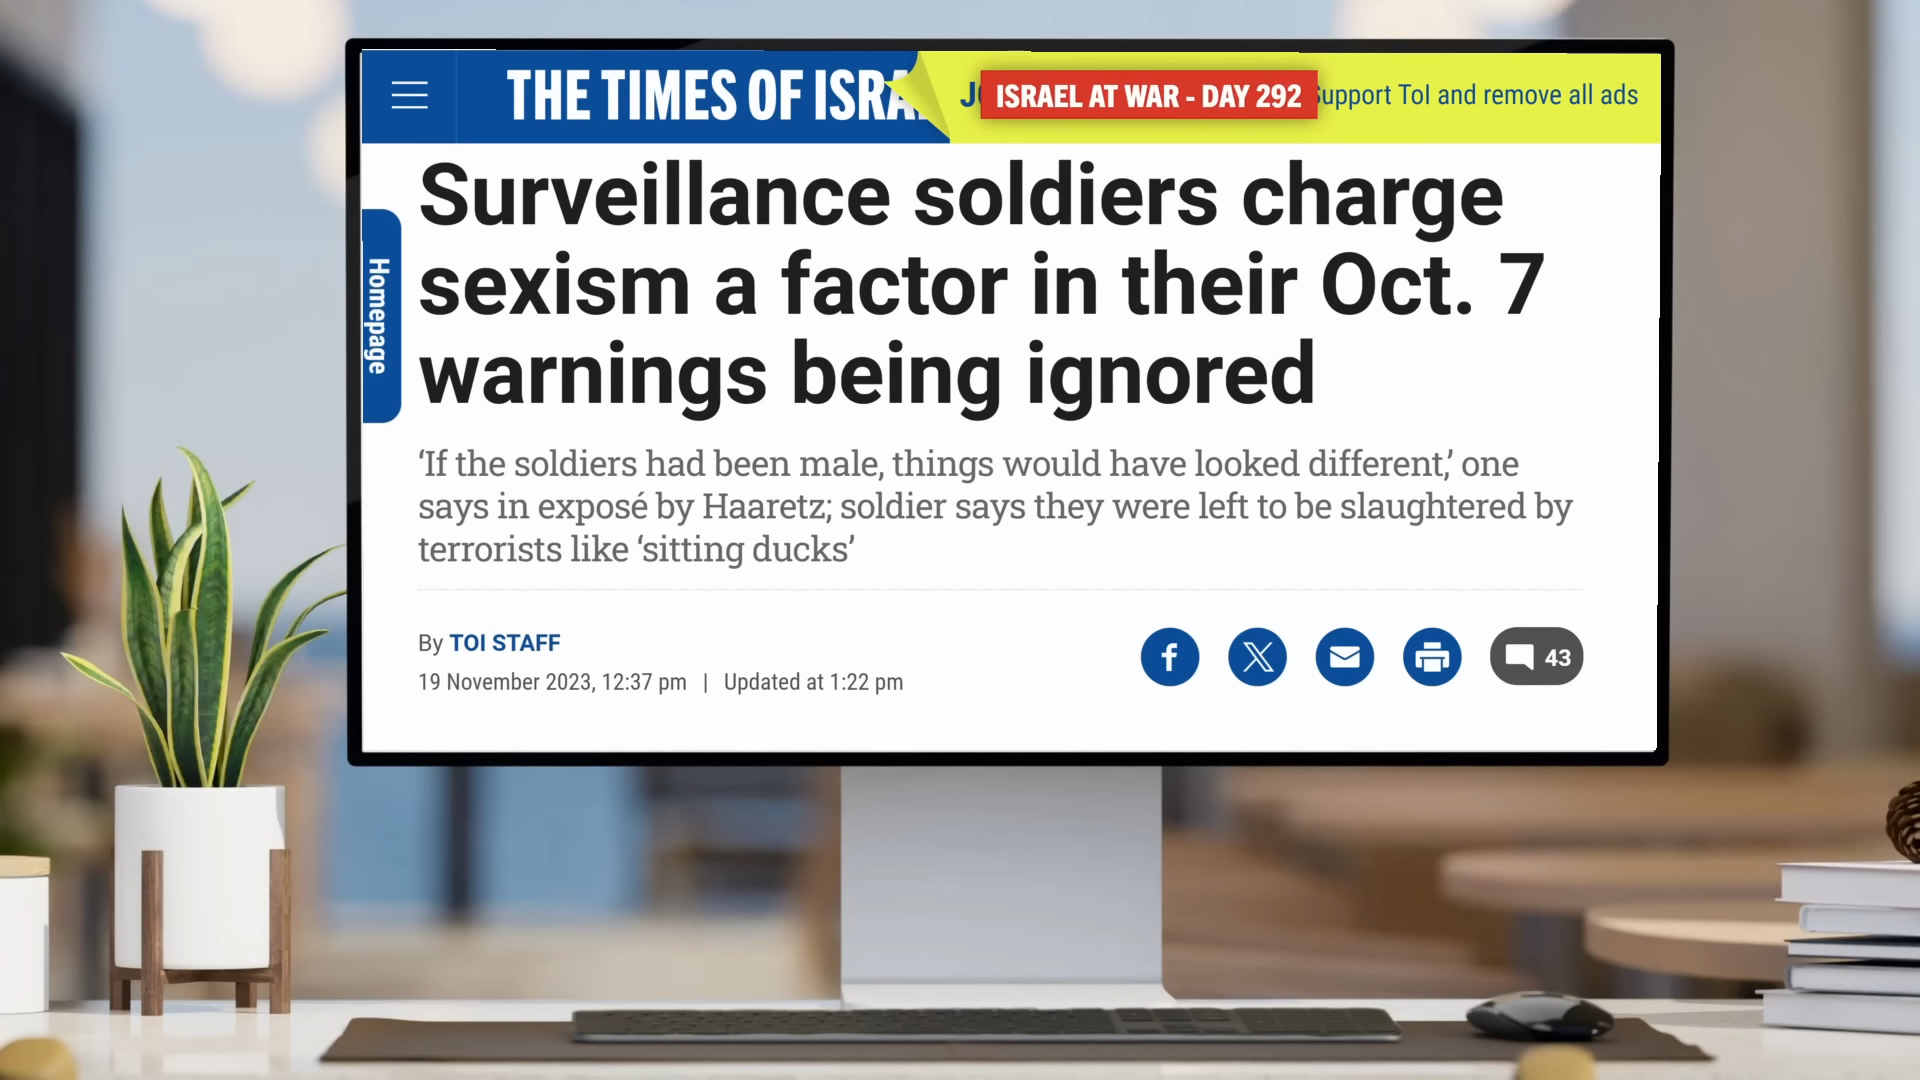 THE TIMES OF ISRA
ISRAEL AT WAR - DAY 292
Support ToI and remove all ads
Homepage
Surveillance soldiers charge
sexism a factor in their Oct. 7
warnings being ignored
‘If the soldiers had been male, things would have looked different,’ one
says in exposé by Haaretz; soldier says they were left to be slaughtered by
terrorists like ‘sitting ducks’
By TOI STAFF
19 November 2023, 12:37 pm | Updated at 1:22 pm
43